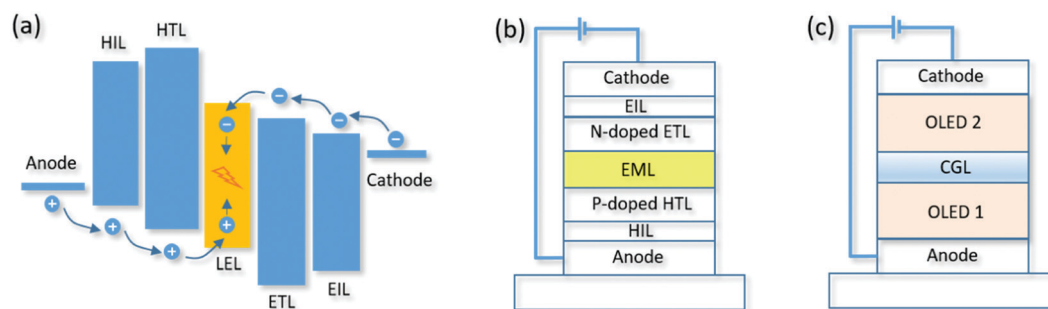 (a)
HIL
HTL
Anode
Cathode
LEL
ETL
EIL
(b)
Cathode
EIL
N-doped ETL
EML
P-doped HTL
HIL
Anode
(c)
Cathode
OLED 2
CGL
OLED 1
Anode